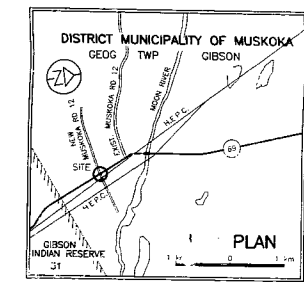 DISTRICT MUNICIPALITY OF MUSKOKA
GEOG TWP GIBSON
NEW MUSKOKA RD 12
EXIST MUSKOKA RD 12
MOON RIVER
H.E.P.C.
69
SITE
H.E.P.C.
GIBSON
INDIAN RESERVE
31
PLAN
1 km 0 1 km